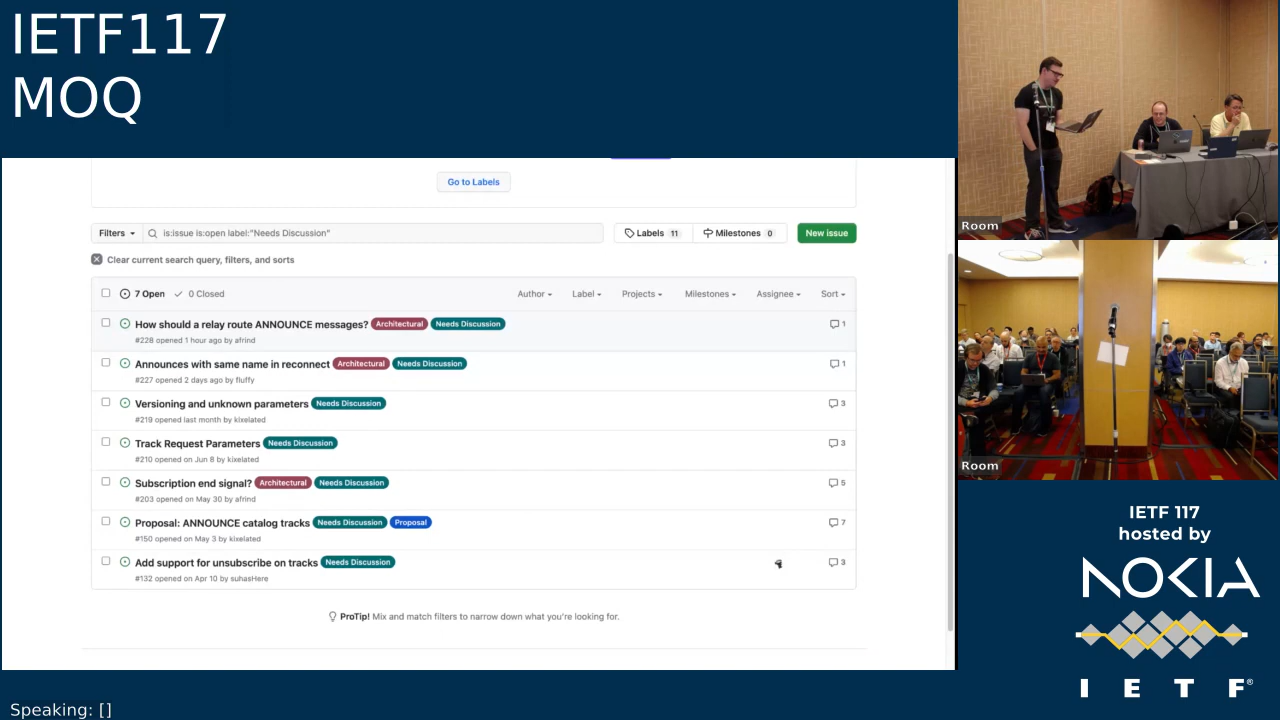 IETF117
MOQ
Go to Labels
Filters
is:issue is:open label:"Needs Discussion"
Labels 11
Milestones 0
New issue
Clear current search query, filters, and sorts
7 Open
0 Closed
Author
Label
Projects
Milestones
Assignee
Sort
How should a relay route ANNOUNCE messages? Architectural Needs Discussion
1
#228 opened 1 hour ago by afrind
Announces with same name in reconnect Architectural Needs Discussion
1
#227 opened 2 days ago by fluffy
Versioning and unknown parameters Needs Discussion
3
#219 opened last month by kixelated
Track Request Parameters Needs Discussion
3
#210 opened on Jun 8 by kixelated
Subscription end signal? Architectural Needs Discussion
5
#203 opened on May 30 by afrind
Proposal: ANNOUNCE catalog tracks Needs Discussion Proposal
7
#150 opened on May 3 by kixelated
Add support for unsubscribe on tracks Needs Discussion
3
#132 opened on Apr 10 by suhasHere
ProTip! Mix and match filters to narrow down what you're looking for.
Speaking: []
Room
Room
IETF 117
hosted by
NOKIA
I E T F®